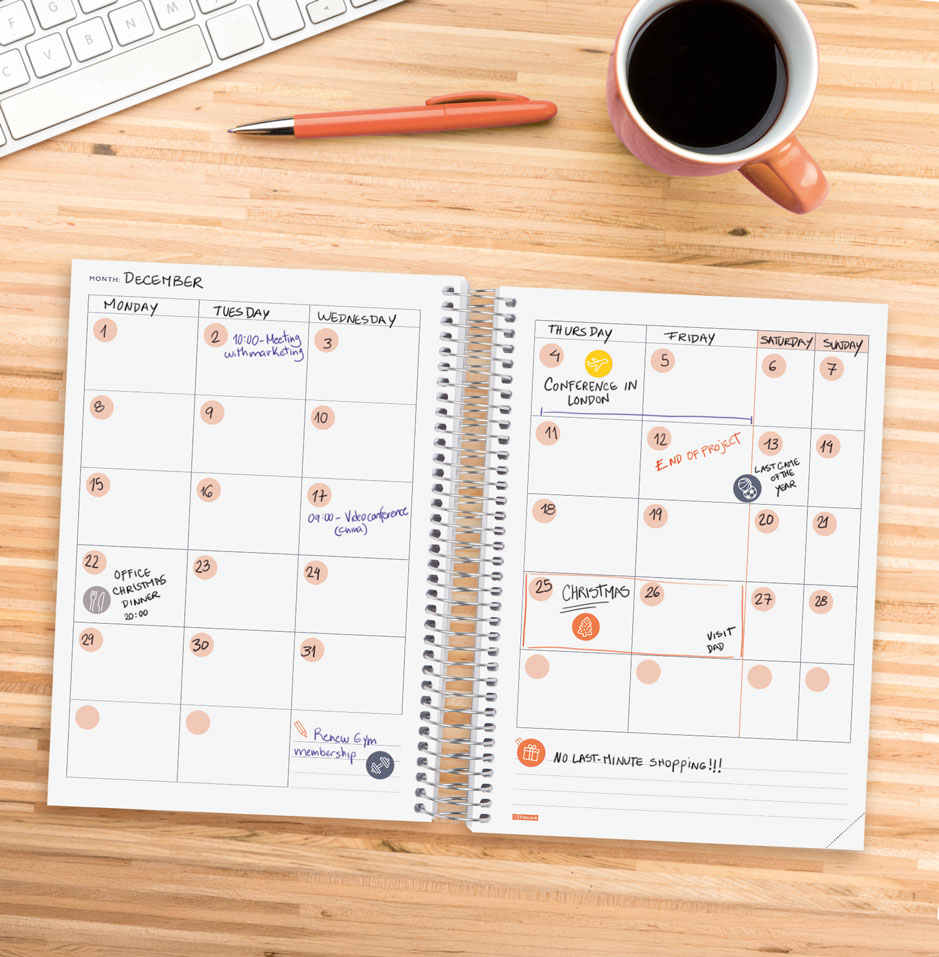 F G
C V B N
MONTH: DECEMBER
MONDAY TUESDAY WEDNESDAY
1 2 3
10:00-Meeting
with marketing
8 9 10
15 16 17
09:00- Videoconference
(China)
22 23 24
OFFICE
CHRISTMAS
DINNER
20:00
29 30 31
Renew Gym
membership
THURSDAY FRIDAY SATURDAY SUNDAY
4 5 6 7
CONFERENCE IN
LONDON
11 12 13 14
END OF PROJECT
LAST GAME
OF THE
YEAR
18 19 20 21
25 CHRISTMAS 26 27 28
VISIT
DAD
NO LAST-MINUTE SHOPPING!!!